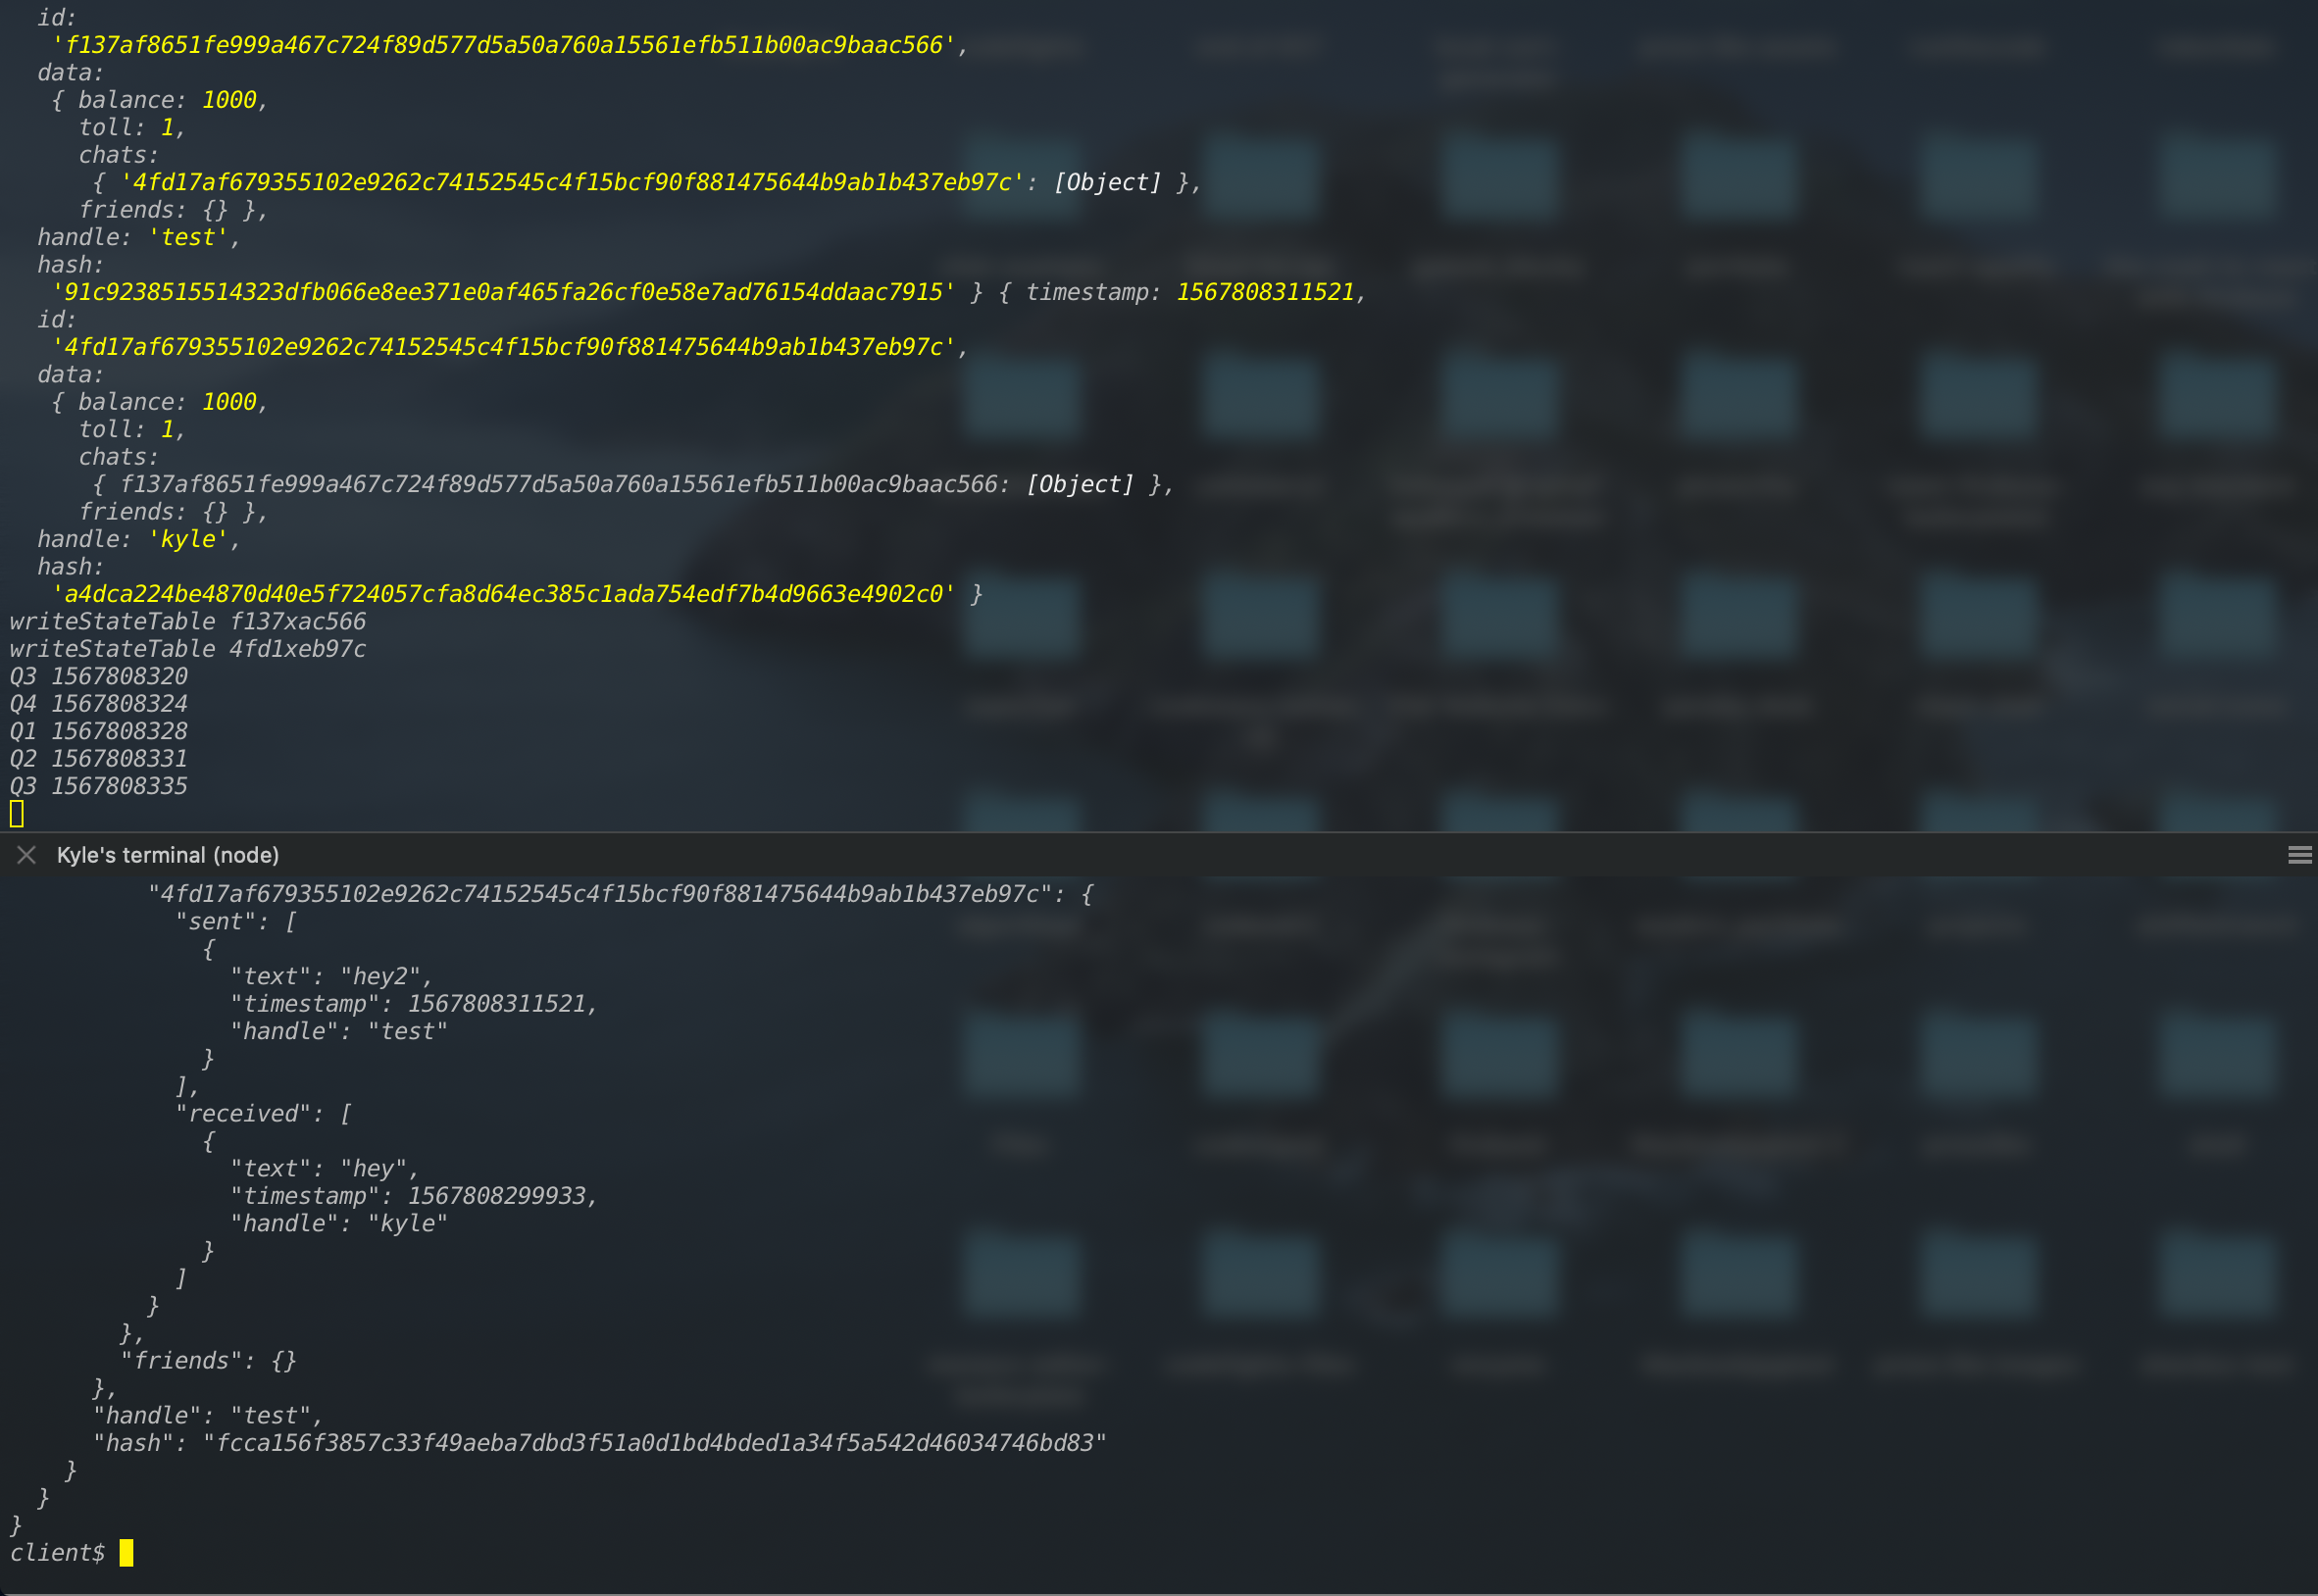 id:
'f137af8651fe999a467c724f89d577d5a50a760a15561efb511b00ac9baac566',
data:
{ balance: 1000,
toll: 1,
chats:
{ '4fd17af679355102e9262c74152545c4f15bcf90f881475644b9ab1b437eb97c': [Object] },
friends: {} },
handle: 'test',
hash:
'91c9238515514323dfb066e8ee371e0af465fa26cf0e58e7ad76154ddaac7915' } { timestamp: 1567808311521,
id:
'4fd17af679355102e9262c74152545c4f15bcf90f881475644b9ab1b437eb97c',
data:
{ balance: 1000,
toll: 1,
chats:
{ f137af8651fe999a467c724f89d577d5a50a760a15561efb511b00ac9baac566: [Object] },
friends: {} },
handle: 'kyle',
hash:
'a4dca224be4870d40e5f724057cfa8d64ec385c1ada754edf7b4d9663e4902c0' }
writeStateTable f137xac566
writeStateTable 4fd1xeb97c
Q3 1567808320
Q4 1567808324
Q1 1567808328
Q2 1567808331
Q3 1567808335
Kyle's terminal (node)
"4fd17af679355102e9262c74152545c4f15bcf90f881475644b9ab1b437eb97c": {
"sent": [
{
"text": "hey2",
"timestamp": 1567808311521,
"handle": "test"
}
],
"received": [
{
"text": "hey",
"timestamp": 1567808299933,
"handle": "kyle"
}
]
}
},
"friends": {}
},
"handle": "test",
"hash": "fcca156f3857c33f49aeba7dbd3f51a0d1bd4bded1a34f5a542d46034746bd83"
}
}
}
client$